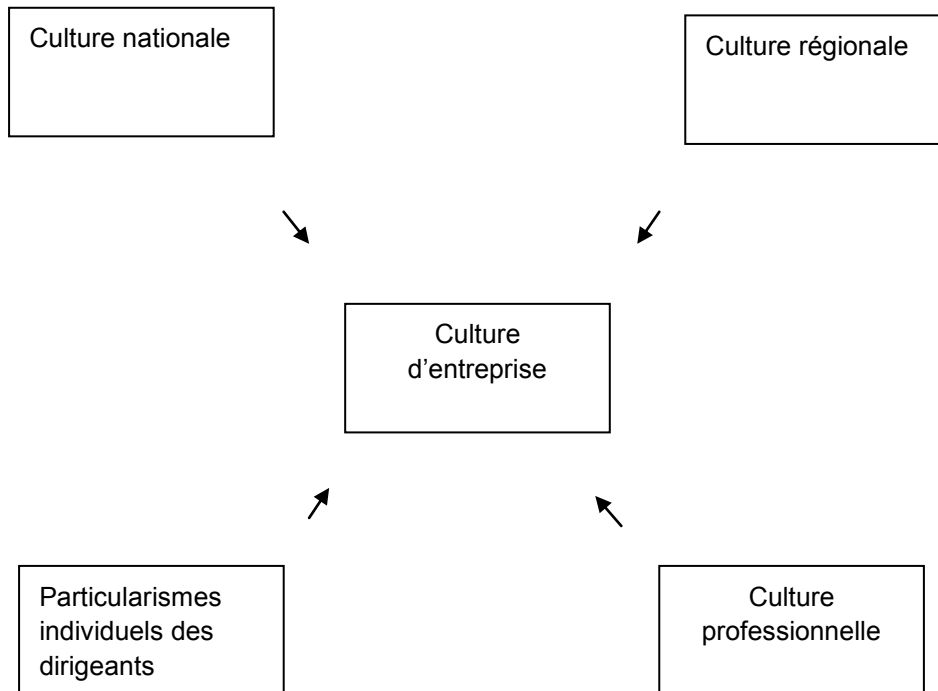 Culture nationale
Culture régionale
Culture
d’entreprise
Particularismes
individuels des
dirigeants
Culture
professionnelle